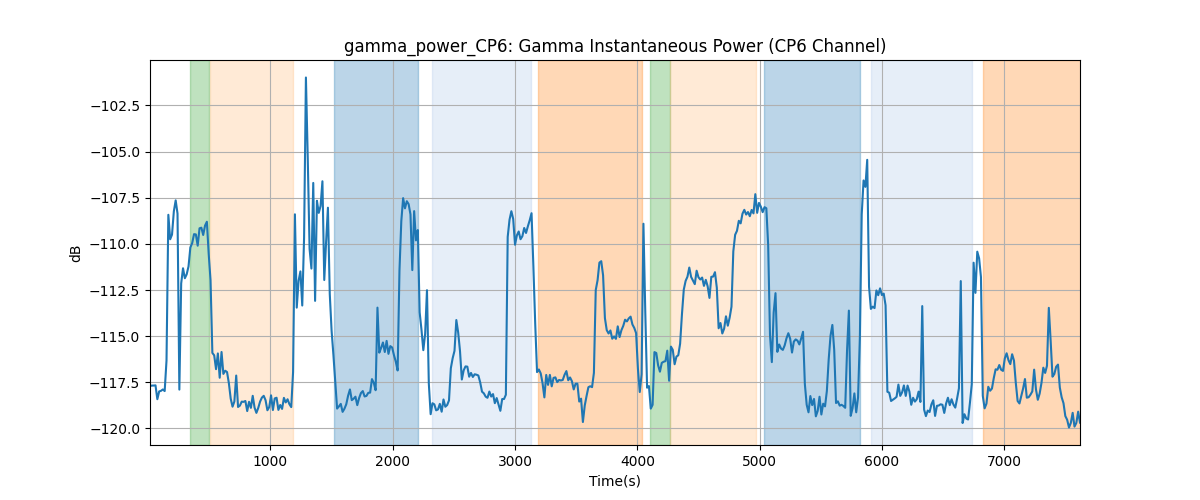 gamma_power_CP6: Gamma Instantaneous Power (CP6 Channel)
dB
−102.5
−105.0
−107.5
−110.0
−112.5
−115.0
−117.5
−120.0
1000 2000 3000 4000 5000 6000 7000
Time(s)